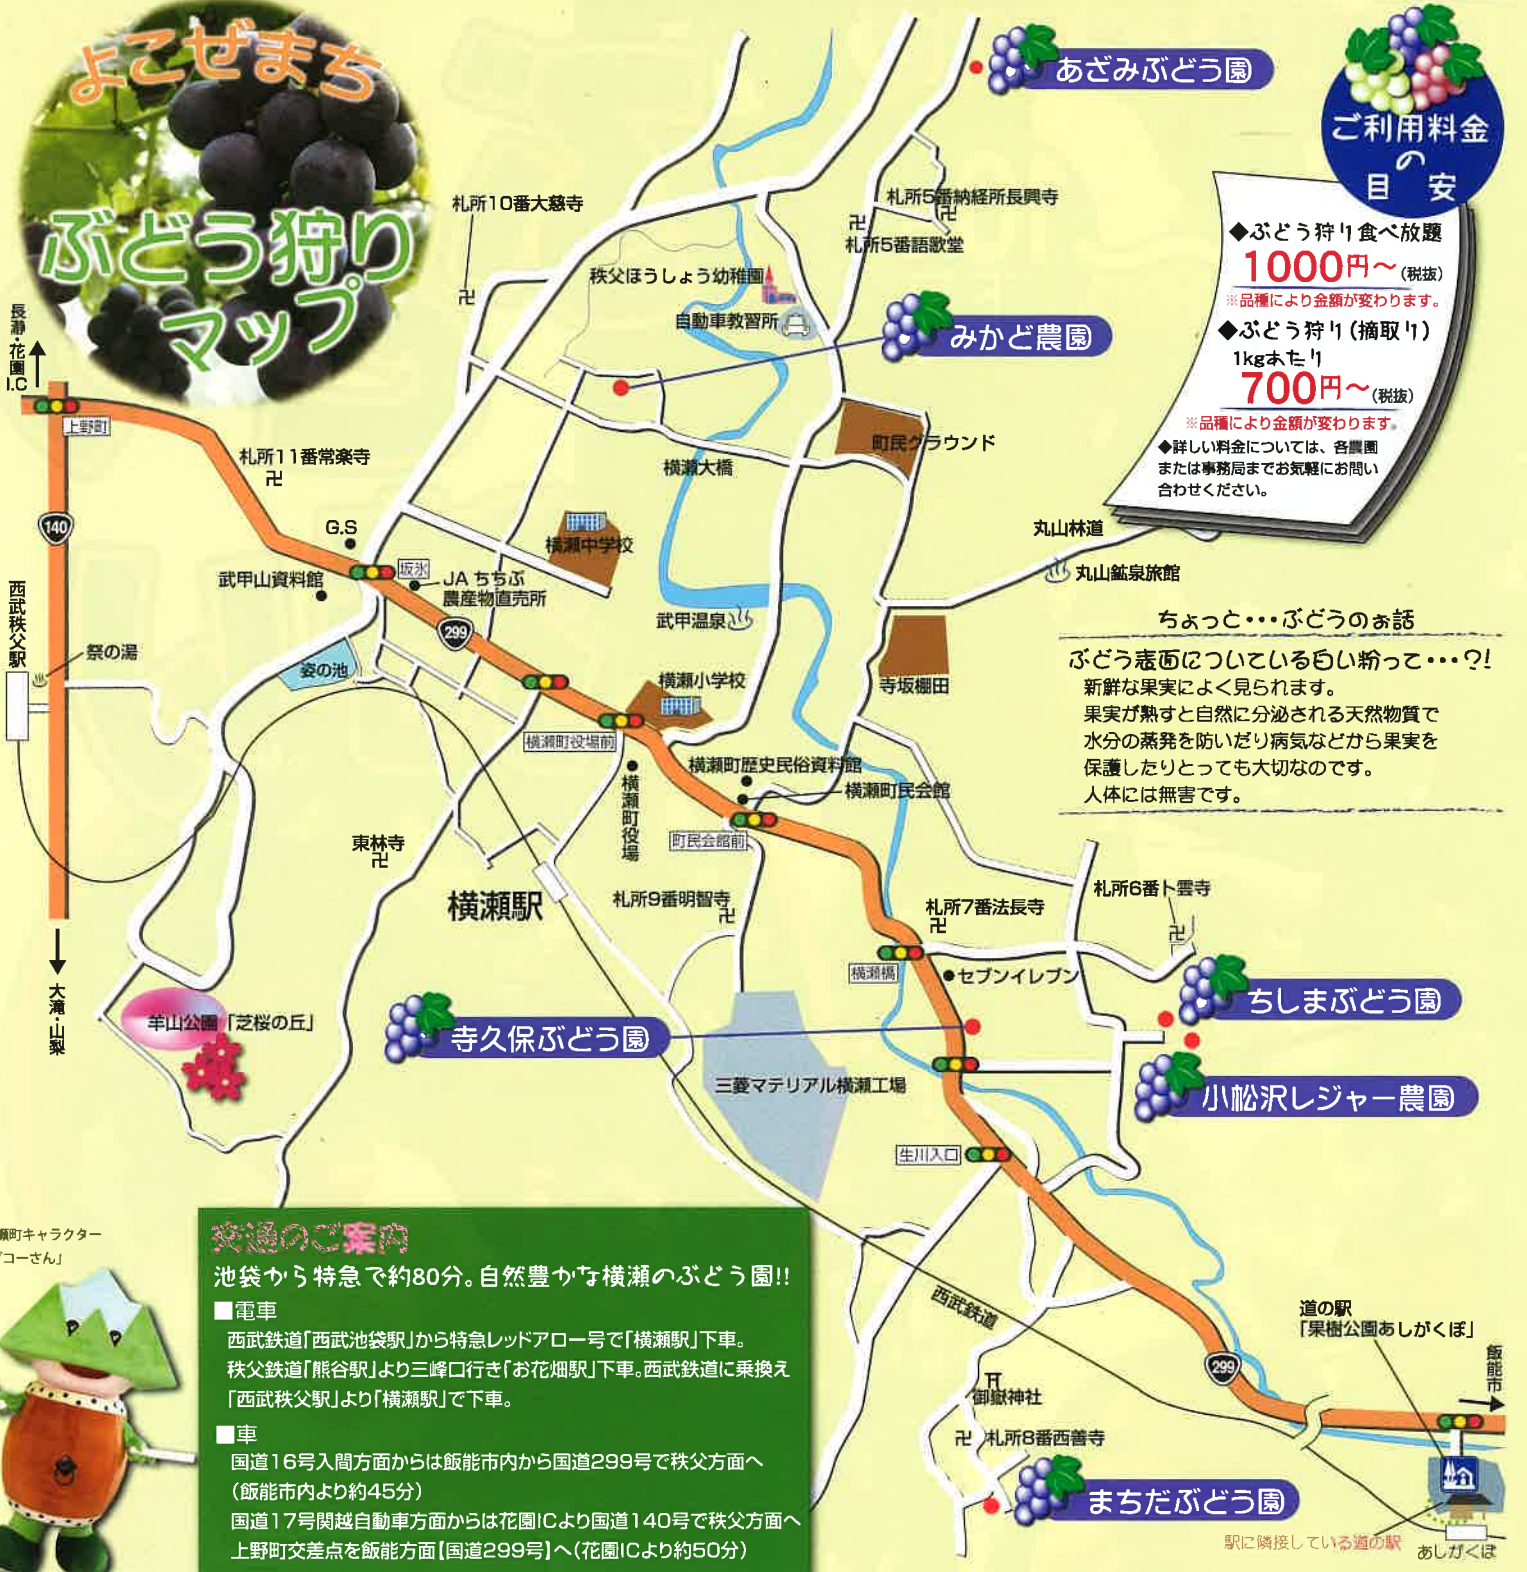 よこぜまち
ぶどう狩り
マップ
あざみぶどう園
ご利用料金
の
目安
◆ぶどう狩り食べ放題
1000円～(税抜)
※品種により金額が変わります。
◆ぶどう狩り(摘取り)
1kgあたり
700円～(税抜)
※品種により金額が変わります。
◆詳しい料金については、各農園
または事務局までお気軽にお問い
合わせください。
札所10番大慈寺
札所5番納経所長興寺
札所5番語歌堂
秩父ほうしょう幼稚園
自動車教習所
みかど農園
長瀞・花園
I.C
上野町
札所11番常楽寺
町民グラウンド
横瀬大橋
140
G.S
横瀬中学校
丸山林道
丸山鉱泉旅館
坂氷
武甲山資料館
JA ちちぶ
農産物直売所
武甲温泉
299
西武秩父駅
祭の湯
姿の池
横瀬小学校
寺坂棚田
ちょっと・・・ぶどうのお話
ぶどう表面についている白い粉って・・・?!
新鮮な果実によく見られます。
果実が熟すと自然に分泌される天然物質で
水分の蒸発を防いだり病気などから果実を
保護したりとっても大切なのです。
人体には無害です。
横瀬町役場前
横瀬町歴史民俗資料館
横瀬町民会館
横瀬町役場
町民会館前
東林寺
横瀬駅
札所9番明智寺
札所7番法長寺
札所6番卜雲寺
横瀬橋
セブンイレブン
大滝・山梨
羊山公園「芝桜の丘」
寺久保ぶどう園
ちしまぶどう園
三菱マテリアル横瀬工場
小松沢レジャー農園
生川入口
瀬町キャラクター
コーさん」
交通のご案内
池袋から特急で約80分。自然豊かな横瀬のぶどう園!!
■電車
西武鉄道「西武池袋駅」から特急レッドアロー号で「横瀬駅」下車。
秩父鉄道「熊谷駅」より三峰口行き「お花畑駅」下車。西武鉄道に乗換え
「西武秩父駅」より「横瀬駅」で下車。
■車
国道16号入間方面からは飯能市内から国道299号で秩父方面へ
(飯能市内より約45分)
国道17号関越自動車方面からは花園ICより国道140号で秩父方面へ
上野町交差点を飯能方面【国道299号】へ(花園ICより約50分)
西武鉄道
道の駅
「果樹公園あしがくぼ」
飯能市
299
御嶽神社
札所8番西善寺
まちだぶどう園
駅に隣接している道の駅
あしがくぼ